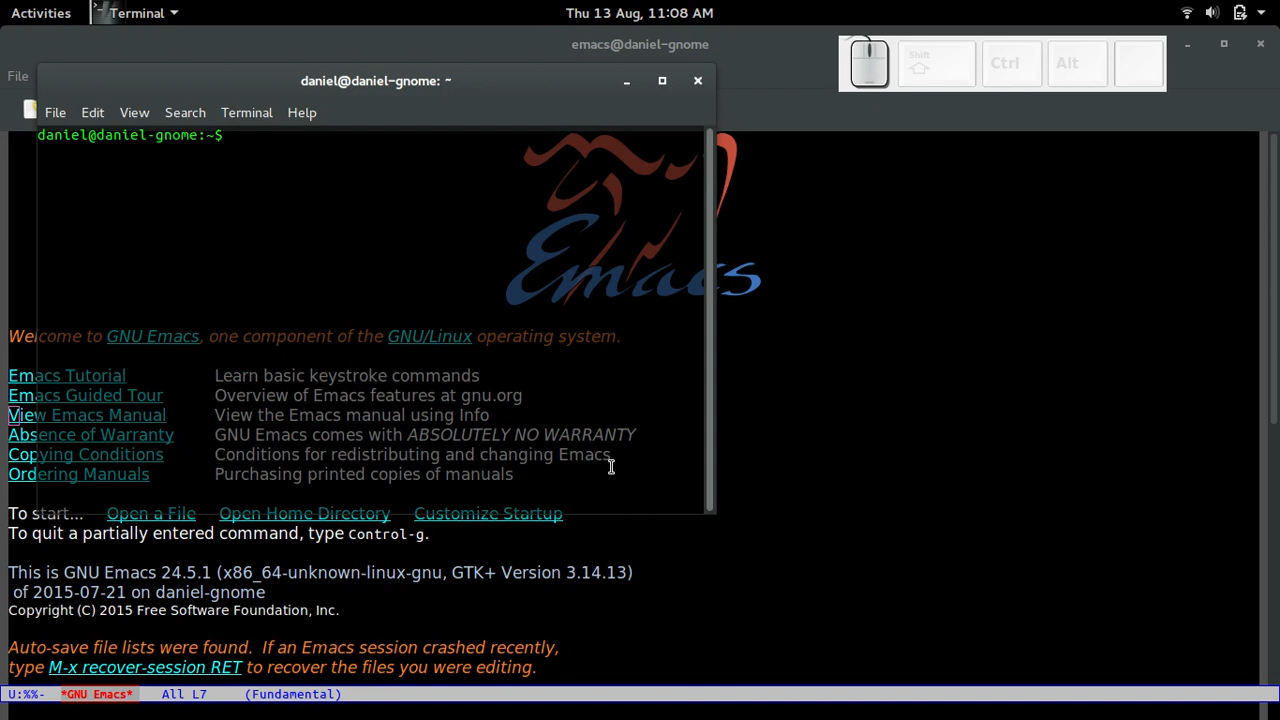 Activities Terminal Thu 13 Aug, 11:08 AM
emacs@daniel-gnome
Shift Ctrl Alt
File
daniel@daniel-gnome: ~
File Edit View Search Terminal Help
daniel@daniel-gnome:~$
Emacs
Welcome to GNU Emacs, one component of the GNU/Linux operating system.
Emacs Tutorial Learn basic keystroke commands
Emacs Guided Tour Overview of Emacs features at gnu.org
View Emacs Manual View the Emacs manual using Info
Absence of Warranty GNU Emacs comes with ABSOLUTELY NO WARRANTY
Copying Conditions Conditions for redistributing and changing Emacs
Ordering Manuals Purchasing printed copies of manuals
To start... Open a File Open Home Directory Customize Startup
To quit a partially entered command, type Control-g.
This is GNU Emacs 24.5.1 (x86_64-unknown-linux-gnu, GTK+ Version 3.14.13)
of 2015-07-21 on daniel-gnome
Copyright (C) 2015 Free Software Foundation, Inc.
Auto-save file lists were found. If an Emacs session crashed recently,
type M-x recover-session RET to recover the files you were editing.
U:%%- *GNU Emacs* All L7 (Fundamental)